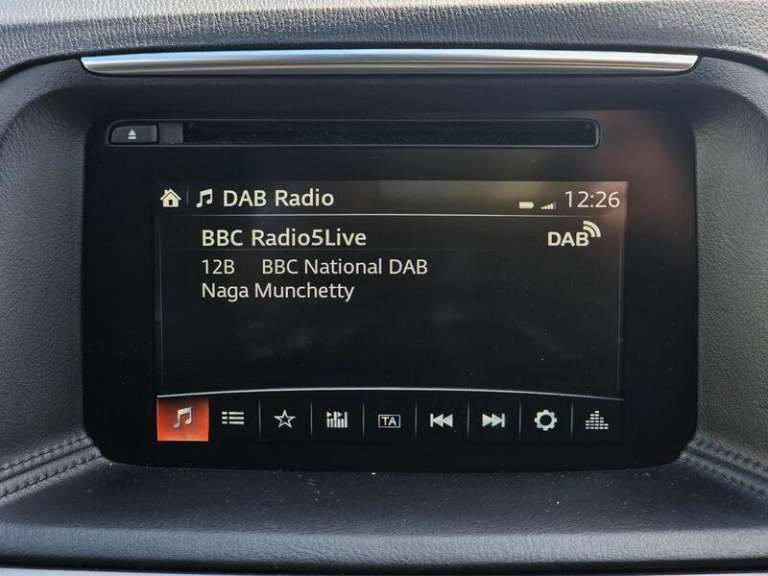 DAB Radio 12:26
BBC Radio5Live DAB
12B BBC National DAB
Naga Munchetty
TA